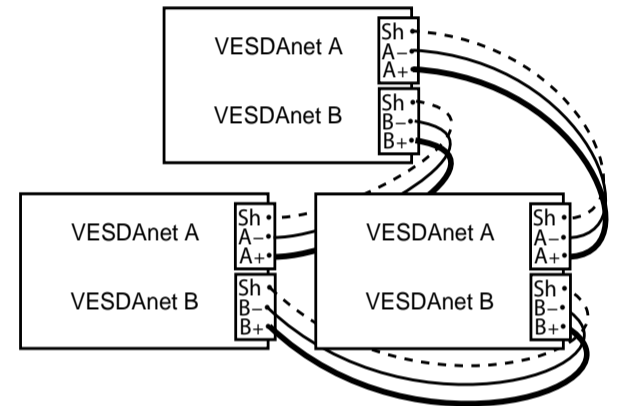 VESDAnet A
Sh
A–
A+
VESDAnet B
Sh
B–
B+
VESDAnet A
Sh
A–
A+
VESDAnet B
Sh
B–
B+
VESDAnet A
Sh
A–
A+
VESDAnet B
Sh
B–
B+